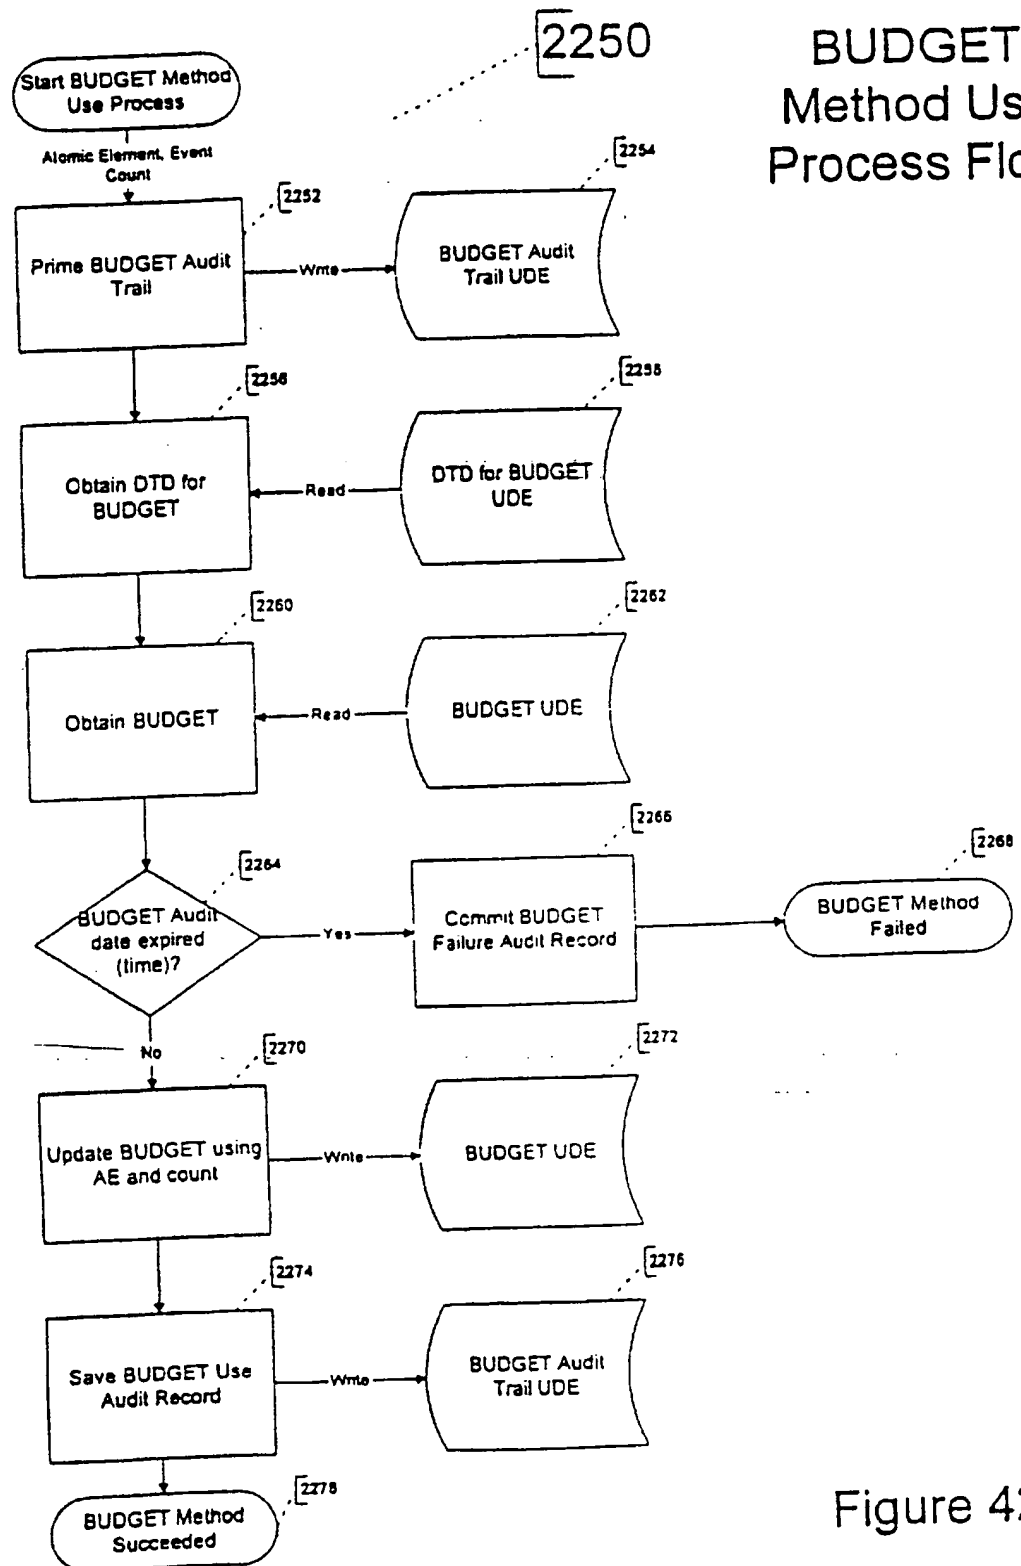 2250
BUDGET
Method Us
Process Flo
Start BUDGET Method
Use Process
Atomic Element, Event
Count
2252
2254
Prime BUDGET Audit
Trail
Write
BUDGET Audit
Trail UDE
2256
2258
Obtain DTD for
BUDGET
Read
DTD for BUDGET
UDE
2260
2262
Obtain BUDGET
Read
BUDGET UDE
2264
2266
2268
BUDGET Audit
date expired
(time)?
Yes
Commit BUDGET
Failure Audit Record
BUDGET Method
Failed
No
2270
2272
Update BUDGET using
AE and count
Write
BUDGET UDE
2274
2276
Save BUDGET Use
Audit Record
Write
BUDGET Audit
Trail UDE
2278
BUDGET Method
Succeeded
Figure 4